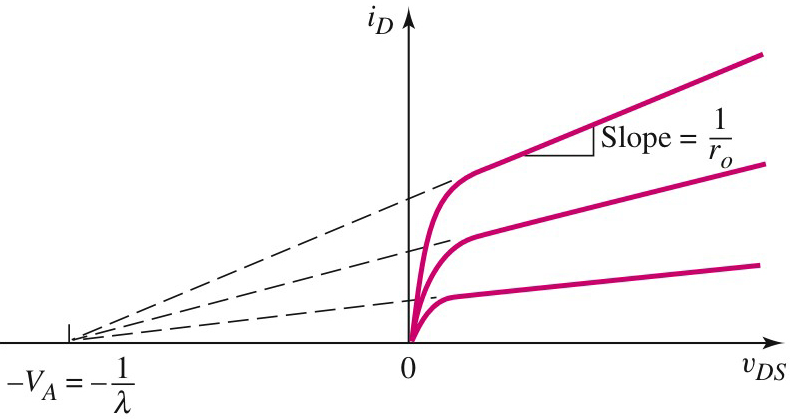 i_D
Slope = 1/r_o
0
v_DS
–V_A = –1/λ